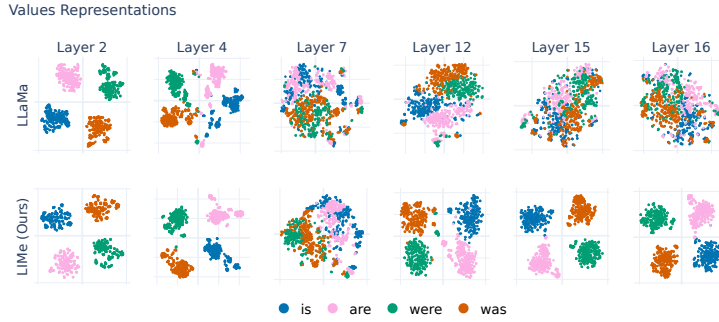 Values Representations
Layer 2 Layer 4 Layer 7 Layer 12 Layer 15 Layer 16
LLaMa
LIMe (Ours)
is are were was